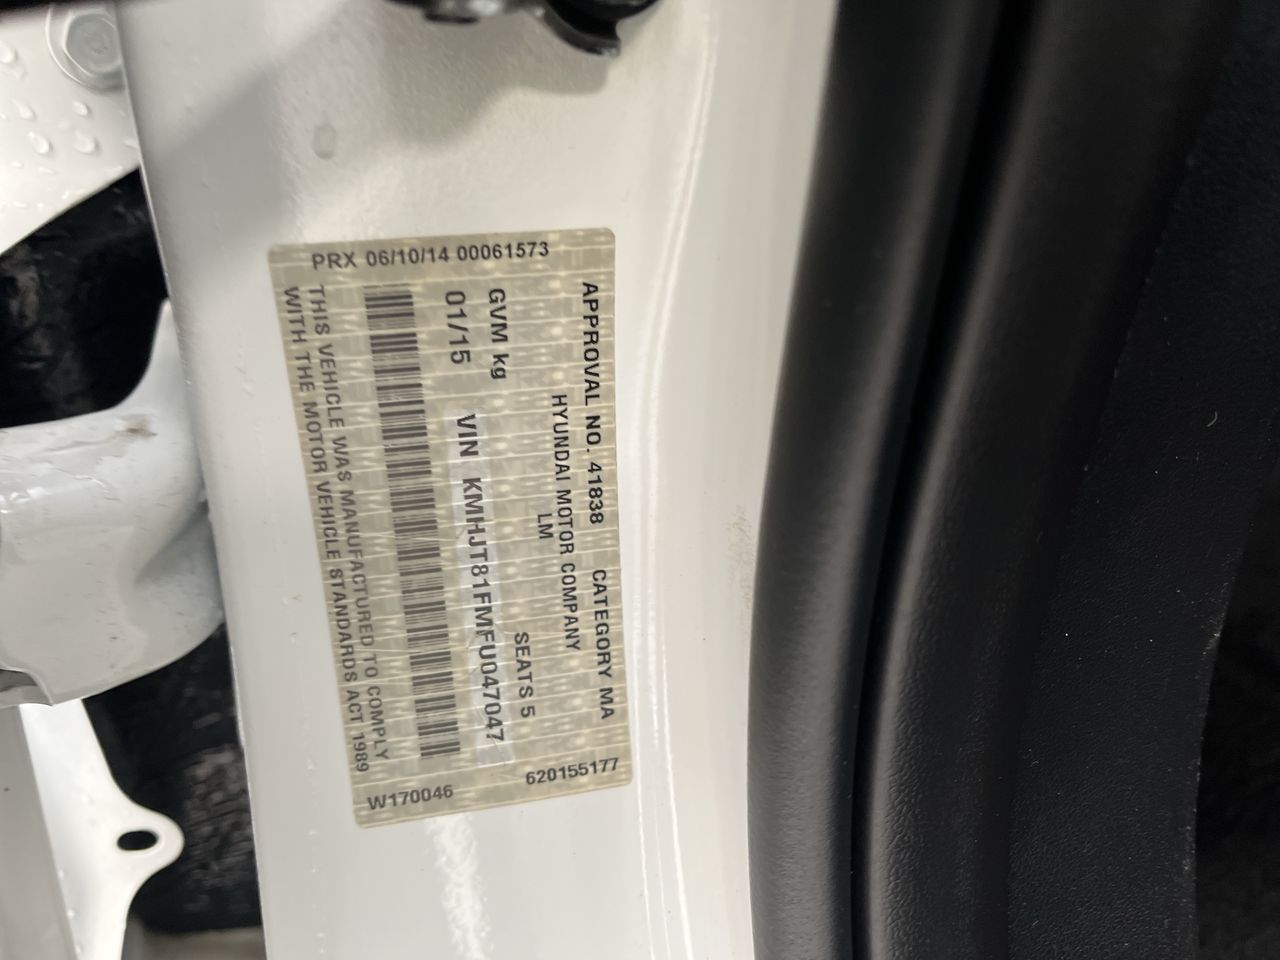 APPROVAL NO. 41838 CATEGORY MA
HYUNDAI MOTOR COMPANY
LM
GVM kg SEATS 5
01/15 VIN KMHJT81FMFU047047
THIS VEHICLE WAS MANUFACTURED TO COMPLY
WITH THE MOTOR VEHICLE STANDARDS ACT 1989
PRX 06/10/14 00061573
620155177
W170046